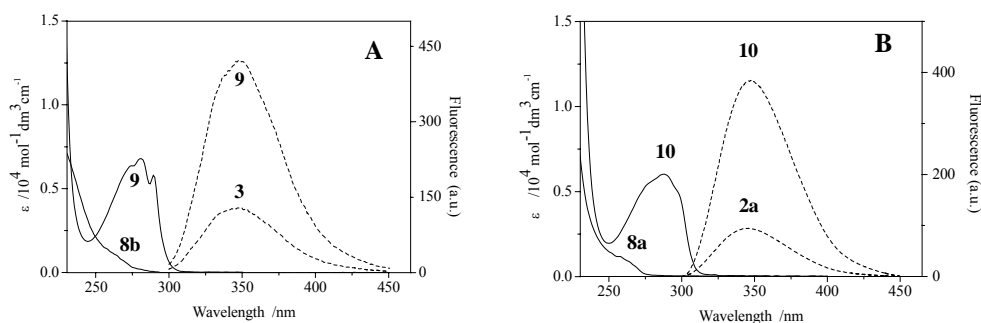 A
B
1.5
1.0
0.5
0.0
ε /10⁴ mol⁻¹dm³cm⁻¹
450
300
150
0
Fluorescence (a.u.)
250 300 350 400 450
Wavelength /nm
9
9
3
8b
1.5
1.0
0.5
0.0
ε /10⁴ mol⁻¹dm³cm⁻¹
400
200
0
Fluorescence (a.u.)
250 300 350 400 450
Wavelength /nm
10
10
2a
8a